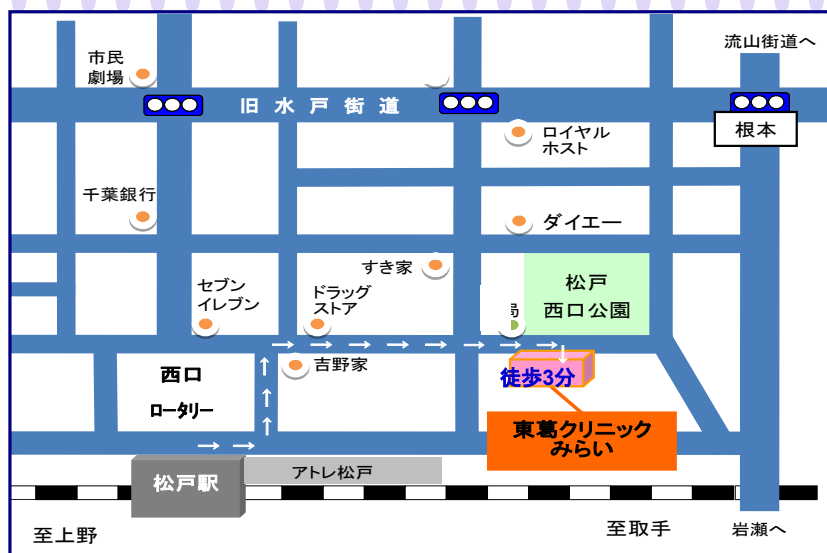 流山街道へ
市民
劇場
旧水戸街道
根本
ロイヤル
ホスト
千葉銀行
ダイエー
すき家
セブン
イレブン
ドラッグ
ストア
松戸
西口公園
局
西口
ロータリー
吉野家
徒歩3分
東葛クリニック
みらい
アトレ松戸
松戸駅
至上野
至取手
岩瀬へ